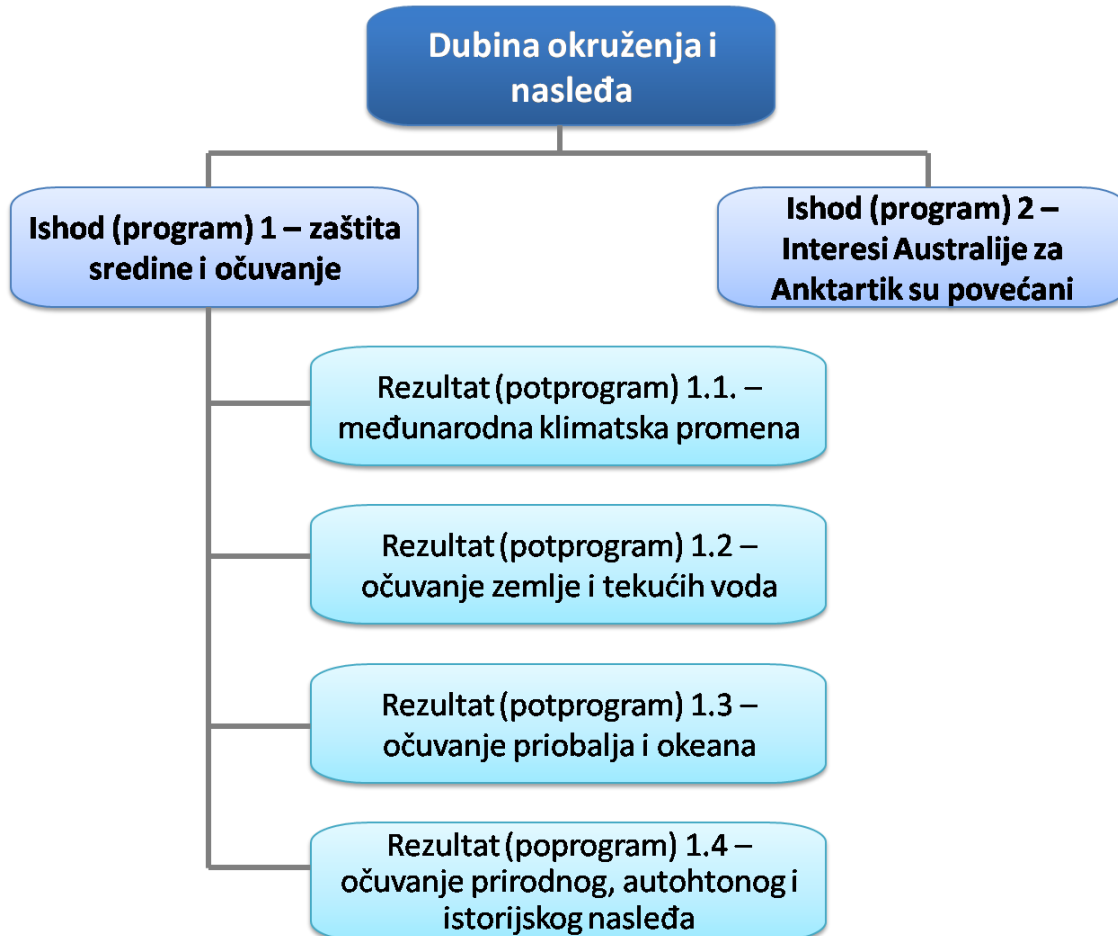 Dubina okruženja i
nasleđa
Ishod (program) 1 – zaštita
sredine i očuvanje
Ishod (program) 2 –
Interesi Australije za
Anktartik su povećani
Rezultat (potprogram) 1.1. –
međunarodna klimatska promena
Rezultat (potprogram) 1.2 –
očuvanje zemlje i tekućih voda
Rezultat (potprogram) 1.3 –
očuvanje priobalja i okeana
Rezultat (poprogram) 1.4 –
očuvanje prirodnog, autohtonog i
istorijskog nasleđa